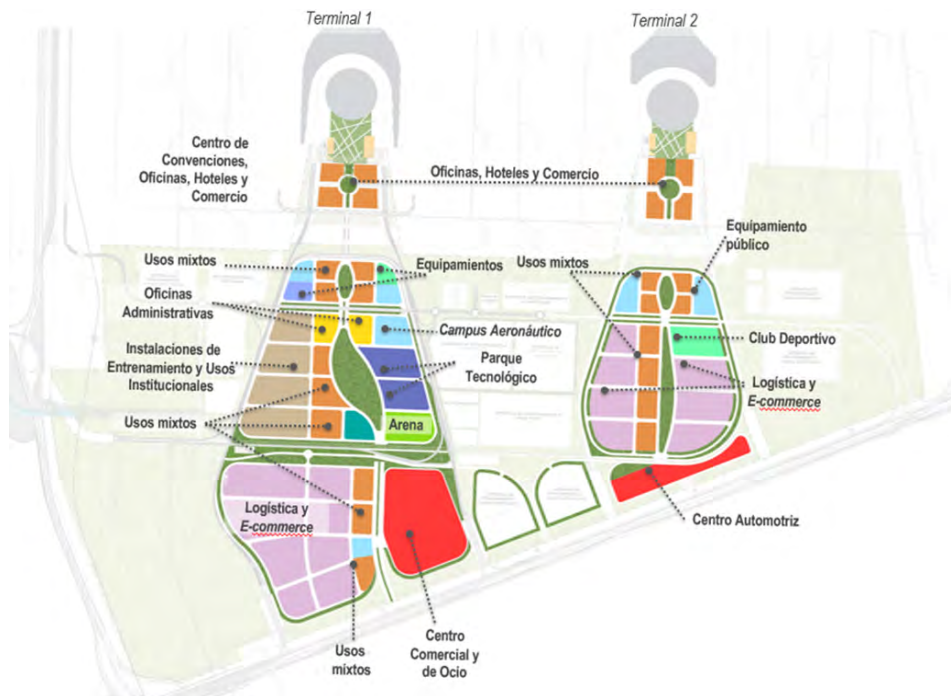 Terminal 1
Terminal 2
Centro de
Convenciones,
Oficinas, Hoteles y
Comercio
Oficinas, Hoteles y Comercio
Equipamiento
público
Usos mixtos
Equipamientos
Usos mixtos
Oficinas
Administrativas
Campus Aeronáutico
Club Deportivo
Instalaciones de
Entrenamiento y Usos
Institucionales
Parque
Tecnológico
Logística y
E-commerce
Usos mixtos
Arena
Logística y
E-commerce
Centro Automotriz
Usos
mixtos
Centro
Comercial y
de Ocio